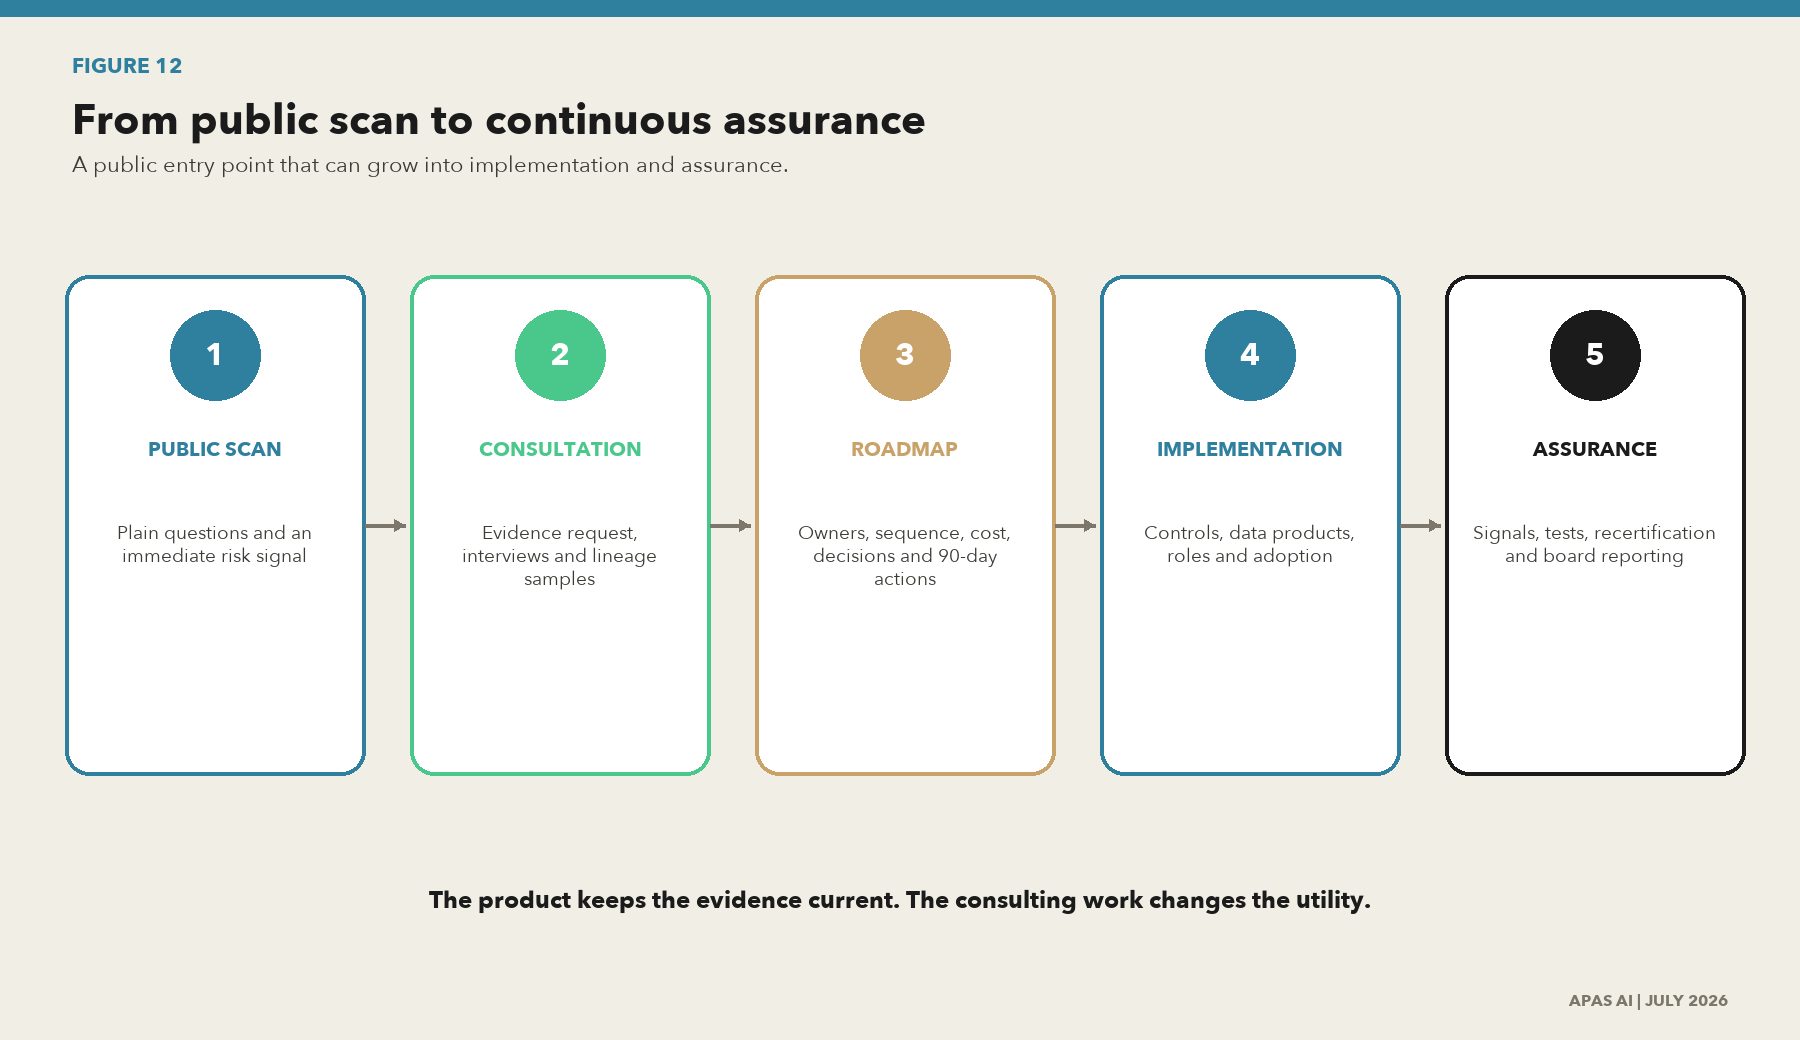 FIGURE 12
From public scan to continuous assurance
A public entry point that can grow into implementation and assurance.
1
PUBLIC SCAN
Plain questions and an
immediate risk signal
2
CONSULTATION
Evidence request,
interviews and lineage
samples
3
ROADMAP
Owners, sequence, cost,
decisions and 90-day
actions
4
IMPLEMENTATION
Controls, data products,
roles and adoption
5
ASSURANCE
Signals, tests, recertification
and board reporting
The product keeps the evidence current. The consulting work changes the utility.
APAS AI | JULY 2026